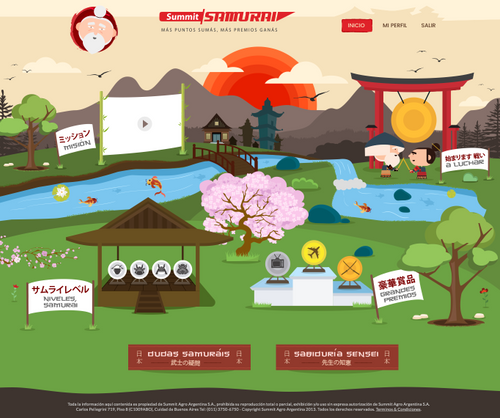 Summit SAMURAI
MÁS PUNTOS SUMÁS, MÁS PREMIOS GANÁS
INICIO MI PERFIL SALIR
ミッション
MISIÓN
始まります 戦い
A LUCHAR
サムライレベル
NIVELES,
SAMURAI
豪華賞品
GRANDES
PREMIOS
DUDAS SAMURÁIS
武士の疑問
SABIDURÍA SENSEI
先生の知恵
Toda la información aquí contenida es propiedad de Summit Agro Argentina S.A., prohibida su reproducción total o parcial, exhibición y/o uso sin expresa autorización de Summit Agro Argentina S.A.
Carlos Pellegrini 719, Piso 8 (C1009ABO), Ciudad de Buenos Aires Tel: (011) 3750-6750 - Copyright Summit Agro Argentina 2013. Todos los derechos reservados. Términos & Condiciones.